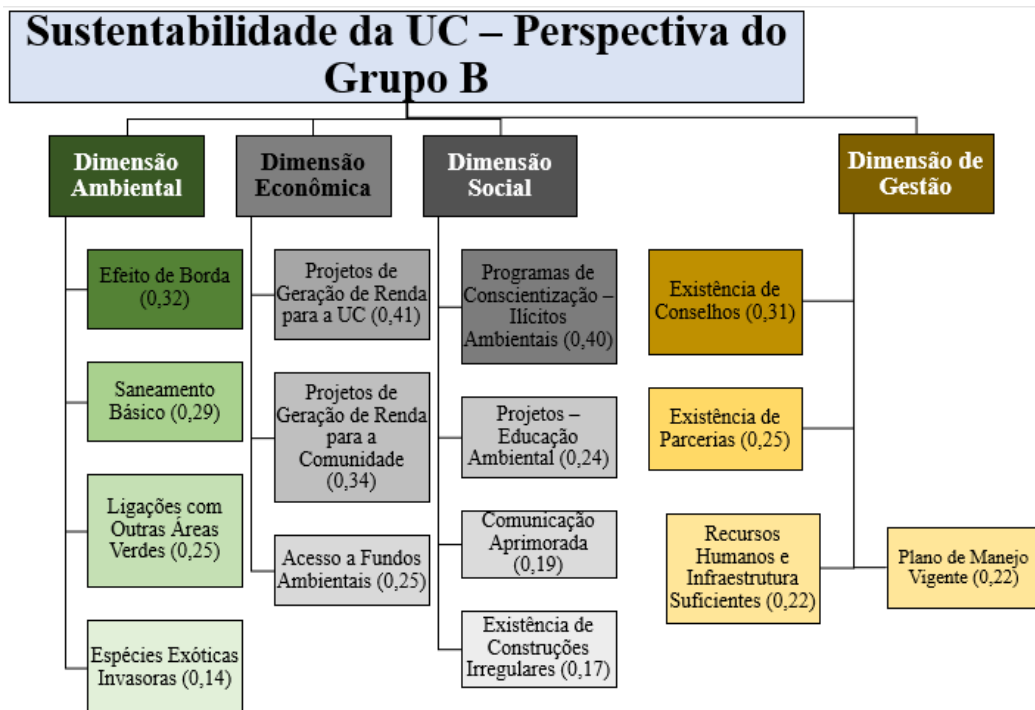 Sustentabilidade da UC – Perspectiva do
Grupo B
Dimensão
Ambiental
Efeito de Borda
(0,32)
Saneamento
Básico (0,29)
Ligações com
Outras Áreas
Verdes (0,25)
Espécies Exóticas
Invasoras (0,14)
Dimensão
Econômica
Projetos de
Geração de Renda
para a UC (0,41)
Projetos de
Geração de Renda
para a
Comunidade
(0,34)
Acesso a Fundos
Ambientais (0,25)
Dimensão
Social
Programas de
Conscientização –
Ilícitos
Ambientais (0,40)
Projetos –
Educação
Ambiental (0,24)
Comunicação
Aprimorada
(0,19)
Existência de
Construções
Irregulares (0,17)
Dimensão de
Gestão
Existência de
Conselhos (0,31)
Existência de
Parcerias (0,25)
Recursos
Humanos e
Infraestrutura
Suficientes (0,22)
Plano de Manejo
Vigente (0,22)